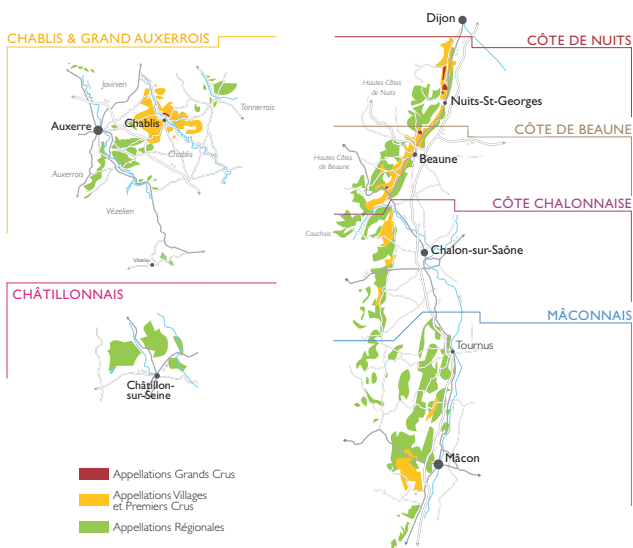 CHABLIS & GRAND AUXERROIS
Jovinien
Tonnerrois
Auxerre
Chablis
Chablis
Auxerrois
Vézelien
Vézelay
CHÂTILLONNAIS
Châtillon-
sur-Seine
Appellations Grands Crus
Appellations Villages
et Premiers Crus
Appellations Régionales
Dijon
CÔTE DE NUITS
Hautes Côtes
de Nuits
Nuits-St-Georges
CÔTE DE BEAUNE
Hautes Côtes
de Beaune
Beaune
CÔTE CHALONNAISE
Couchois
Chalon-sur-Saône
MÂCONNAIS
Tournus
Mâcon